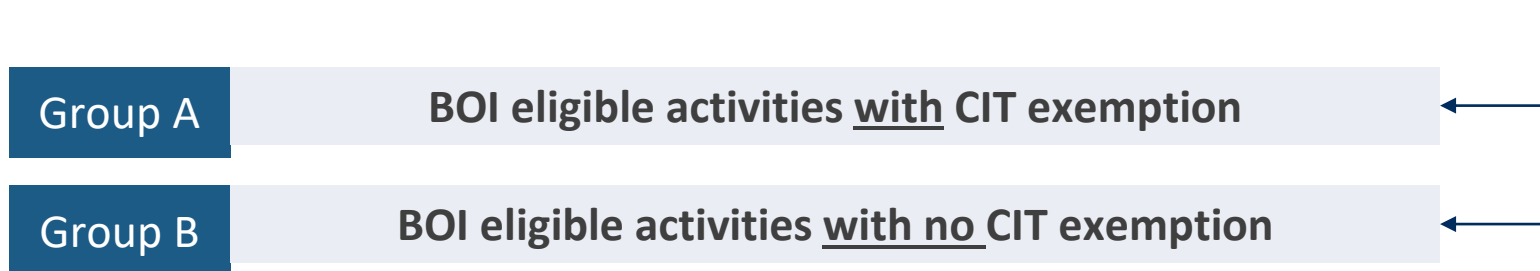 Group A BOI eligible activities with CIT exemption
Group B BOI eligible activities with no CIT exemption